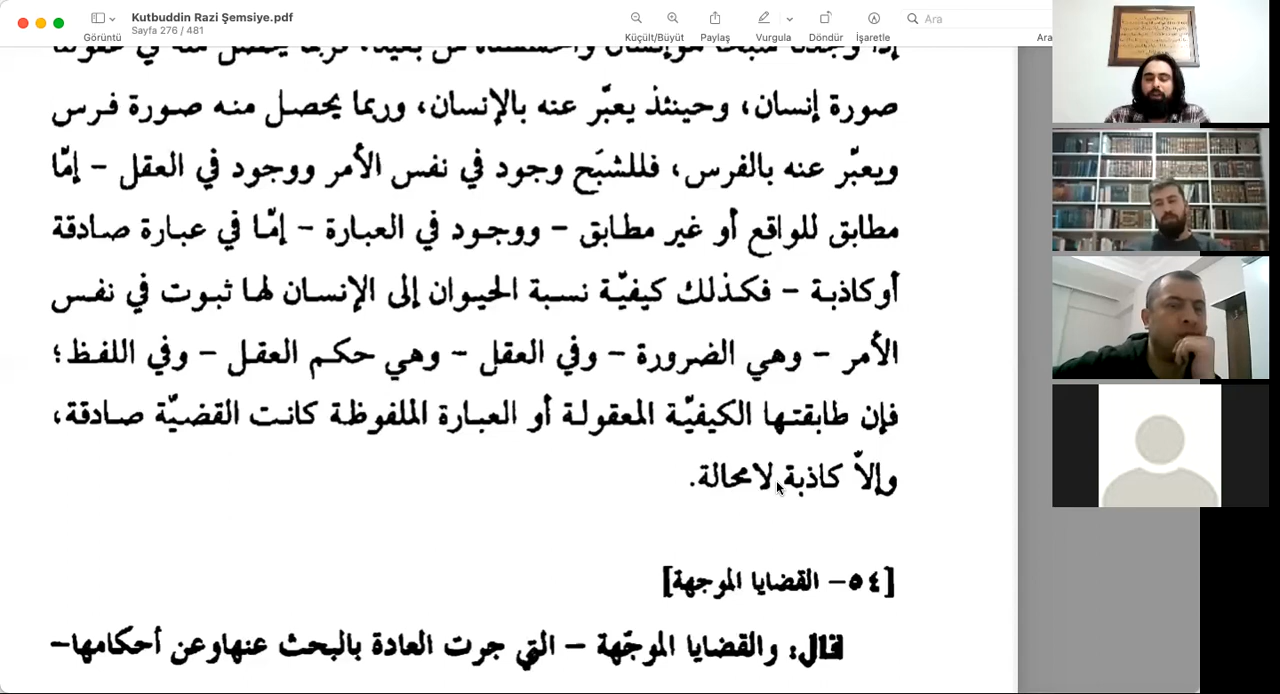 Kutbuddin Razi Şemsiye.pdf
Sayfa 276 / 481
Görüntü
Küçült/Büyüt
Paylaş
Vurgula
Döndür
İşaretle
Ara
Ara
صورة إنسان، وحينئذ يعبّر عنه بالإنسان، وربما يحصل منه صورة فرس
ويعبّر عنه بالفرس، فللشبَح وجود في نفس الأمر ووجود في العقل – إمّا
مطابق للواقع أو غير مطابق – ووجود في العبارة – إمّا في عبارة صادقة
أوكاذبة – فكذلك كيفيّة نسبة الحيوان إلى الإنسان لها ثبوت في نفس
الأمر – وهي الضرورة – وفي العقل – وهي حكم العقل – وفي اللفظ؛
فإن طابقتها الكيفيّة المعقولة أو العبارة الملفوظة كانت القضيّة صادقة،
وإلاّ كاذبة لامحالة.
[٥٤– القضايا الموجهة]
قال: والقضايا الموجّهة – التي جرت العادة بالبحث عنهاوعن أحكامها–